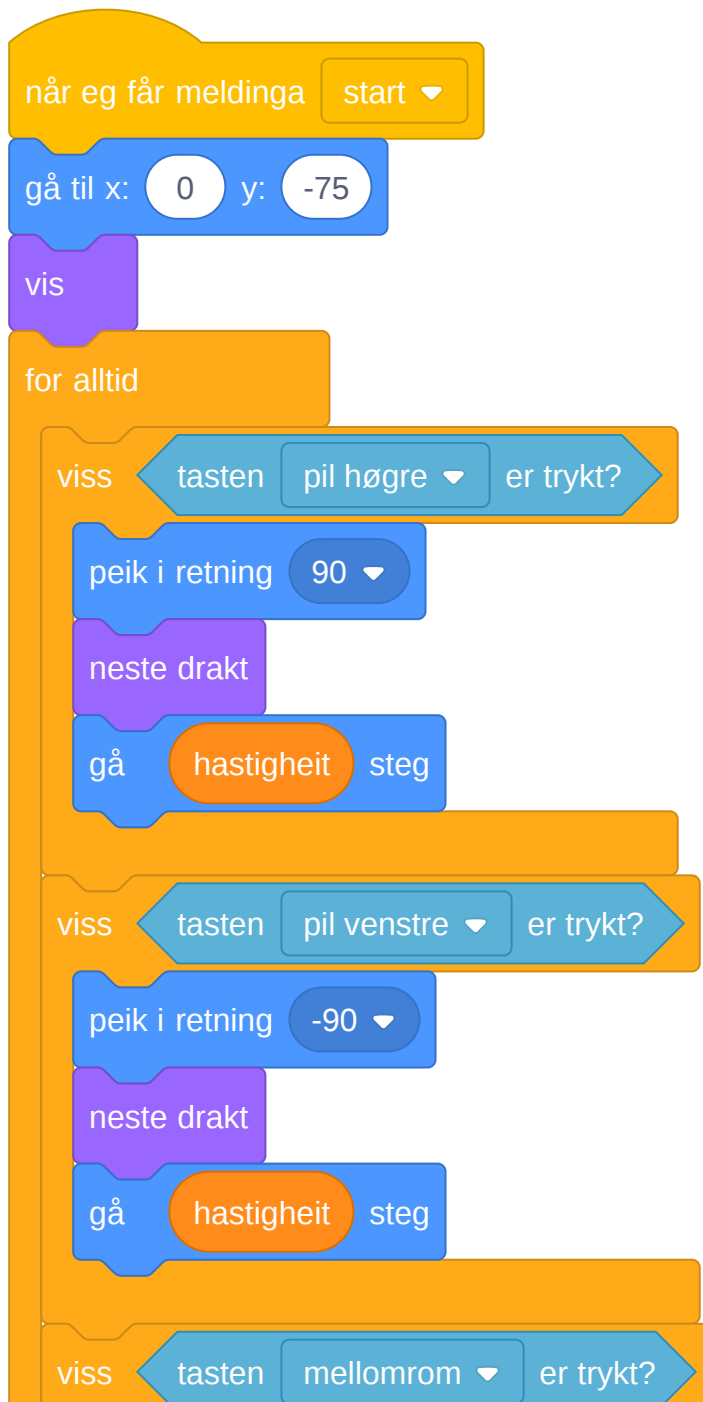 når eg får meldinga start
gå til x: 0 y: -75
vis
for alltid
viss tasten pil høgre er trykt?
peik i retning 90
neste drakt
gå hastigheit steg
viss tasten pil venstre er trykt?
peik i retning -90
neste drakt
gå hastigheit steg
viss tasten mellomrom er trykt?